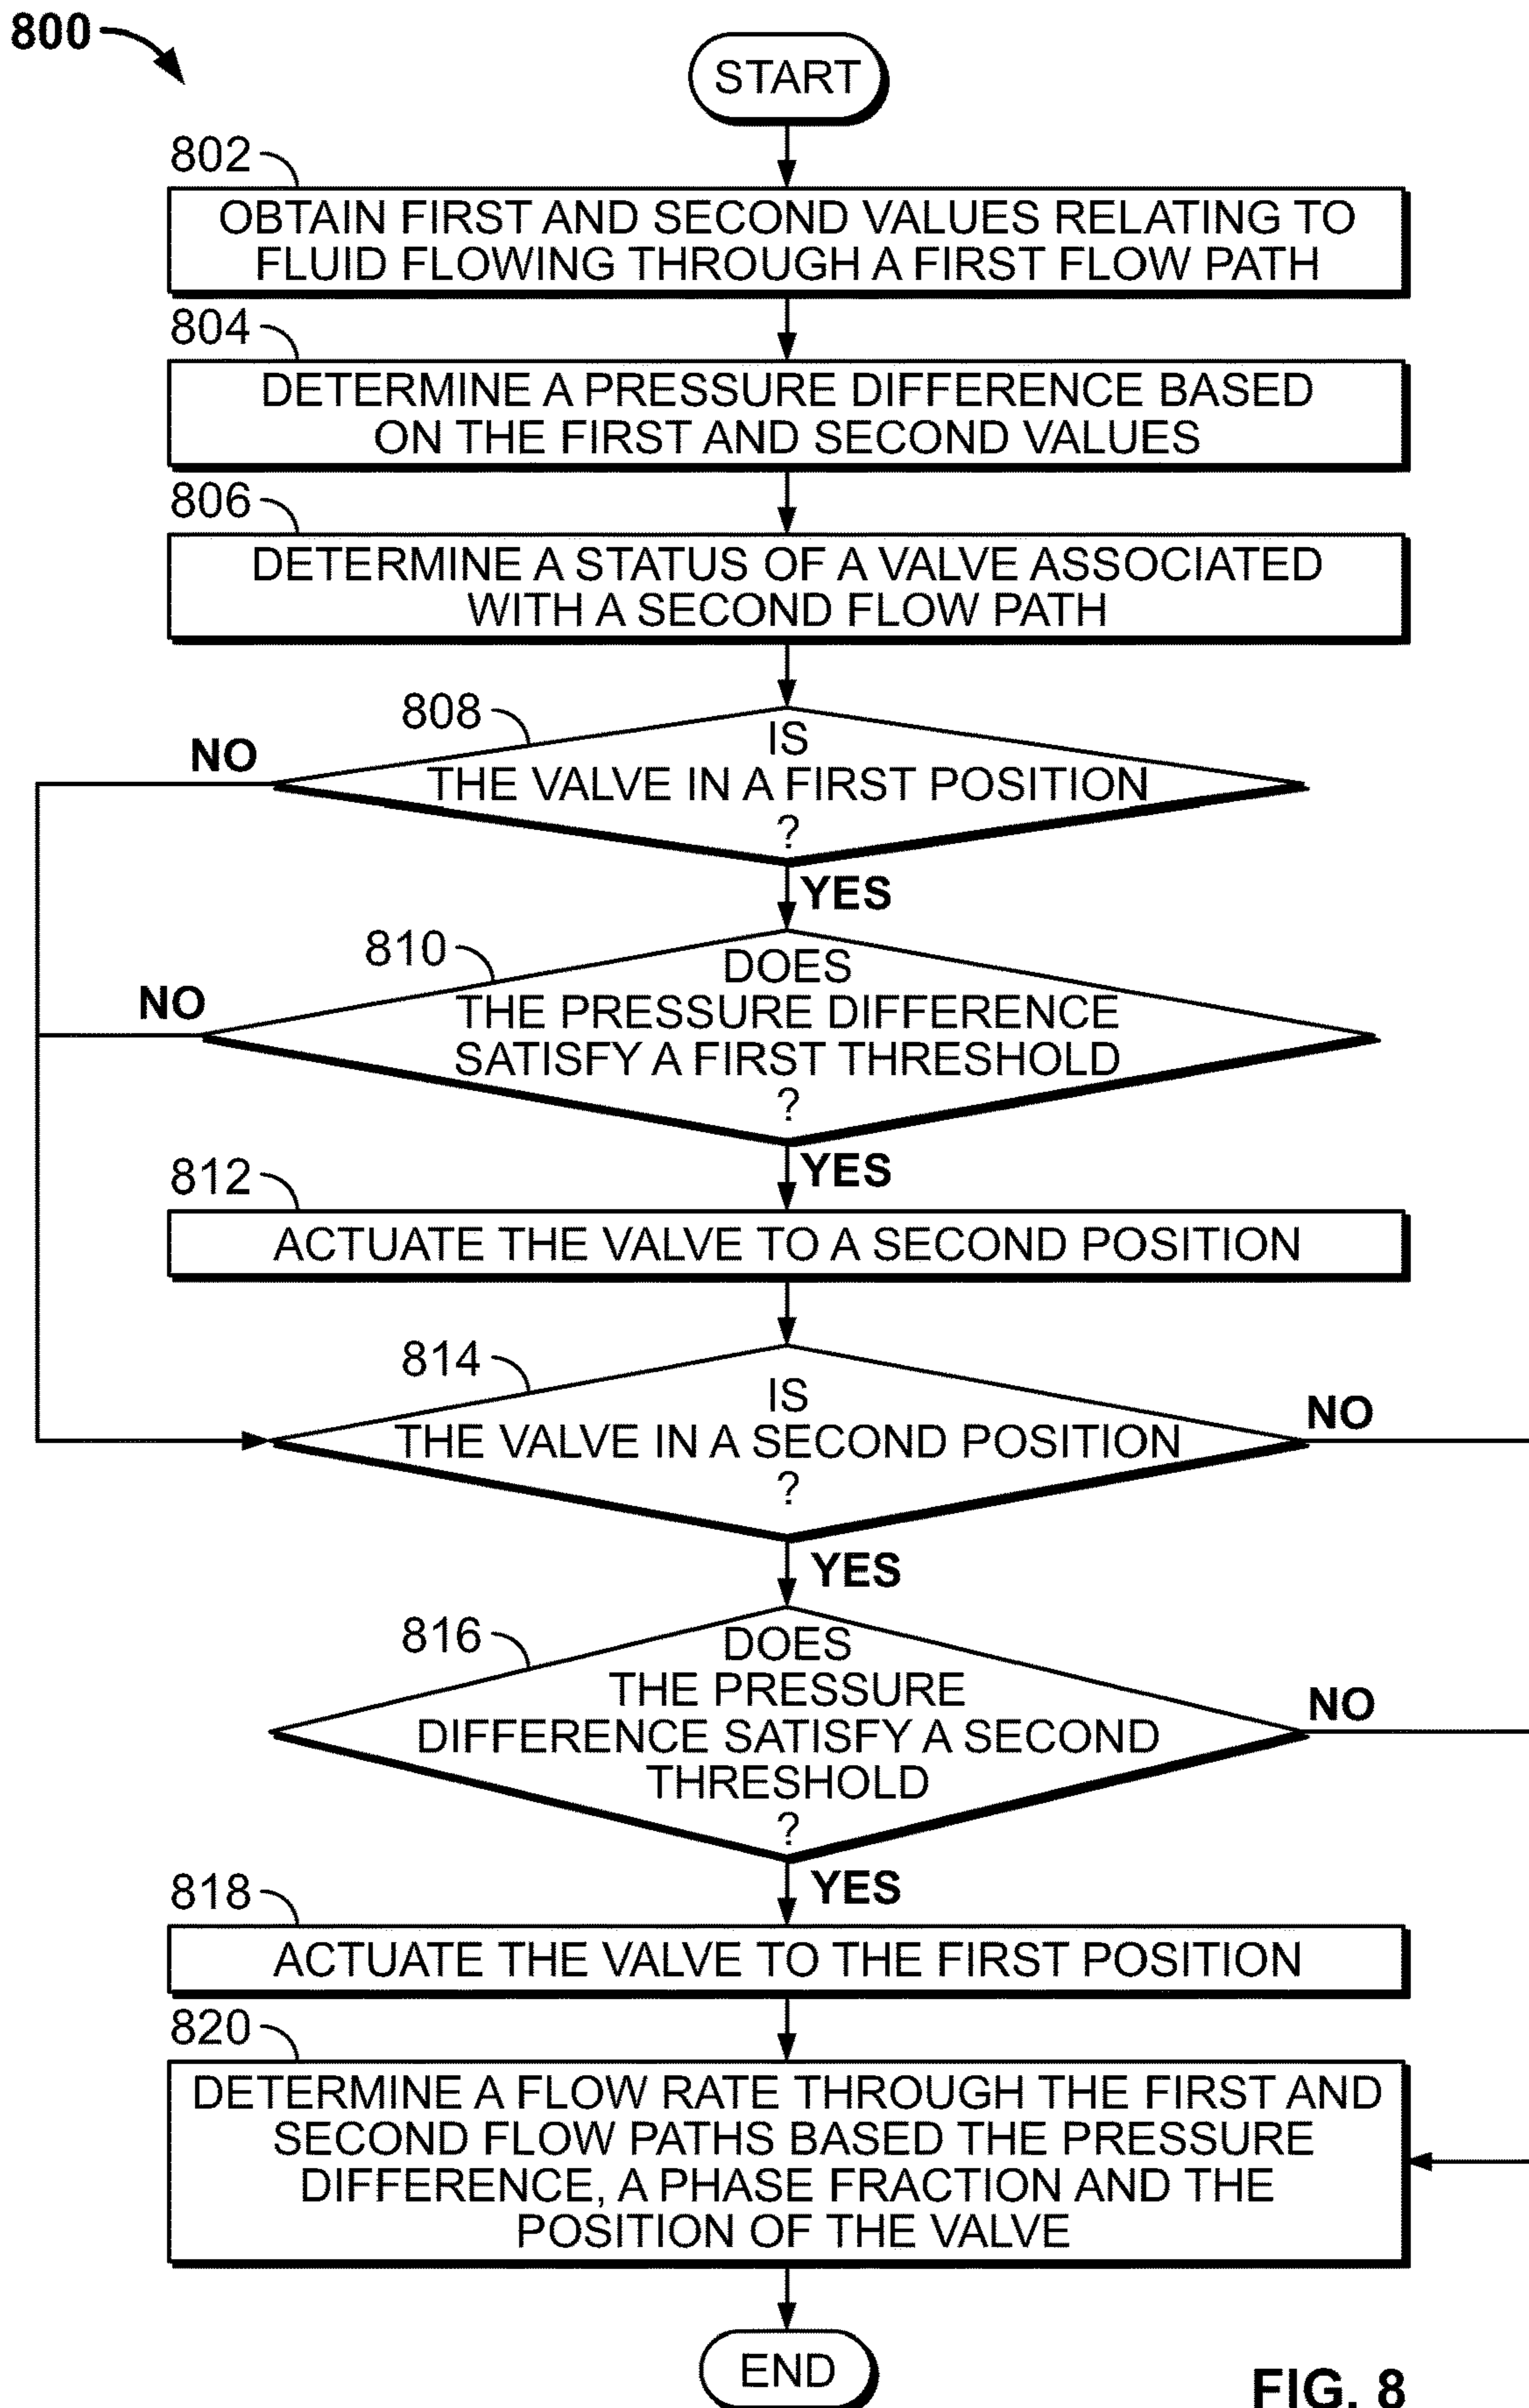 800
START
802
OBTAIN FIRST AND SECOND VALUES RELATING TO
FLUID FLOWING THROUGH A FIRST FLOW PATH
804
DETERMINE A PRESSURE DIFFERENCE BASED
ON THE FIRST AND SECOND VALUES
806
DETERMINE A STATUS OF A VALVE ASSOCIATED
WITH A SECOND FLOW PATH
808
NO
IS
THE VALVE IN A FIRST POSITION
?
YES
810
NO
DOES
THE PRESSURE DIFFERENCE
SATISFY A FIRST THRESHOLD
?
YES
812
ACTUATE THE VALVE TO A SECOND POSITION
814
IS
THE VALVE IN A SECOND POSITION
?
NO
YES
816
DOES
THE PRESSURE
DIFFERENCE SATISFY A SECOND
THRESHOLD
?
NO
YES
818
ACTUATE THE VALVE TO THE FIRST POSITION
820
DETERMINE A FLOW RATE THROUGH THE FIRST AND
SECOND FLOW PATHS BASED THE PRESSURE
DIFFERENCE, A PHASE FRACTION AND THE
POSITION OF THE VALVE
END
FIG. 8